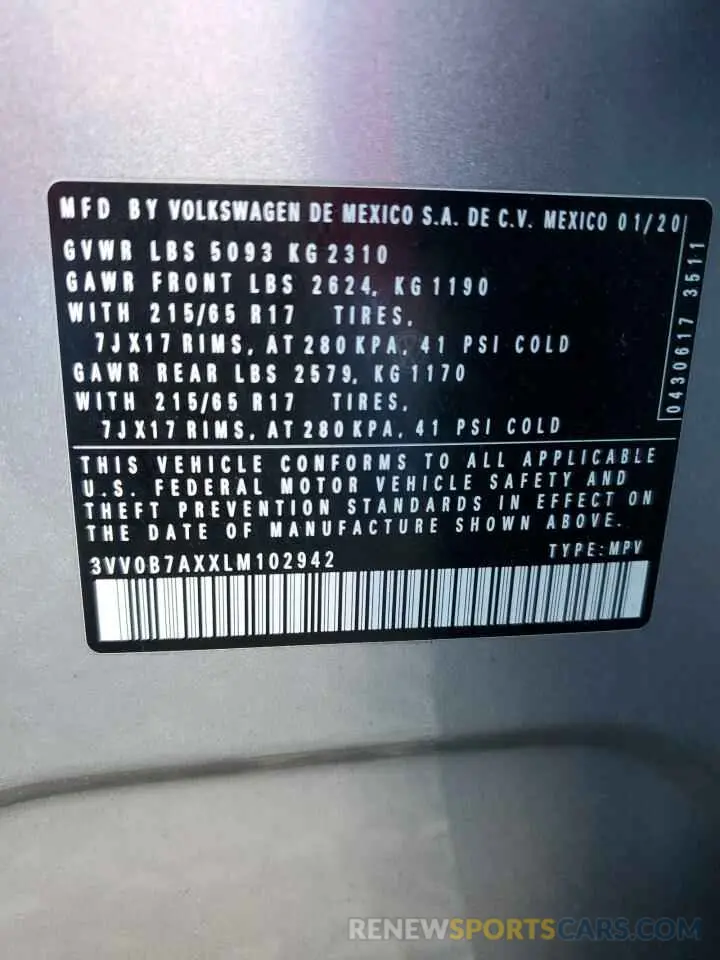 MFD BY VOLKSWAGEN DE MEXICO S.A. DE C.V. MEXICO 01/20
GVWR LBS 5093 KG 2310
GAWR FRONT LBS 2624, KG 1190
WITH 215/65 R17 TIRES,
7JX17 RIMS, AT 280 KPA, 41 PSI COLD
GAWR REAR LBS 2579, KG 1170
WITH 215/65 R17 TIRES,
7JX17 RIMS, AT 280 KPA, 41 PSI COLD
0430617 3511
THIS VEHICLE CONFORMS TO ALL APPLICABLE
U.S. FEDERAL MOTOR VEHICLE SAFETY AND
THEFT PREVENTION STANDARDS IN EFFECT ON
THE DATE OF MANUFACTURE SHOWN ABOVE.
3VV0B7AXXLM102942 TYPE: MPV
RENEWSPORTSCARS.COM